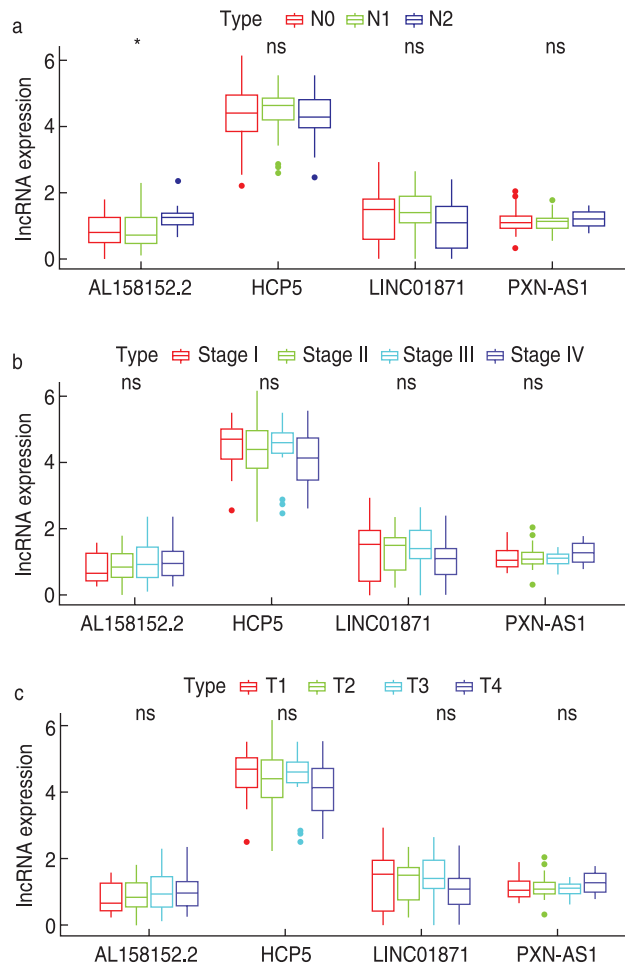 a
Type N0 N1 N2
* ns ns ns
6
4
2
0
lncRNA expression
AL158152.2 HCP5 LINC01871 PXN-AS1
b
Type Stage I Stage II Stage III Stage IV
ns ns ns ns
6
4
2
0
lncRNA expression
AL158152.2 HCP5 LINC01871 PXN-AS1
c
Type T1 T2 T3 T4
ns ns ns ns
6
4
2
0
lncRNA expression
AL158152.2 HCP5 LINC01871 PXN-AS1